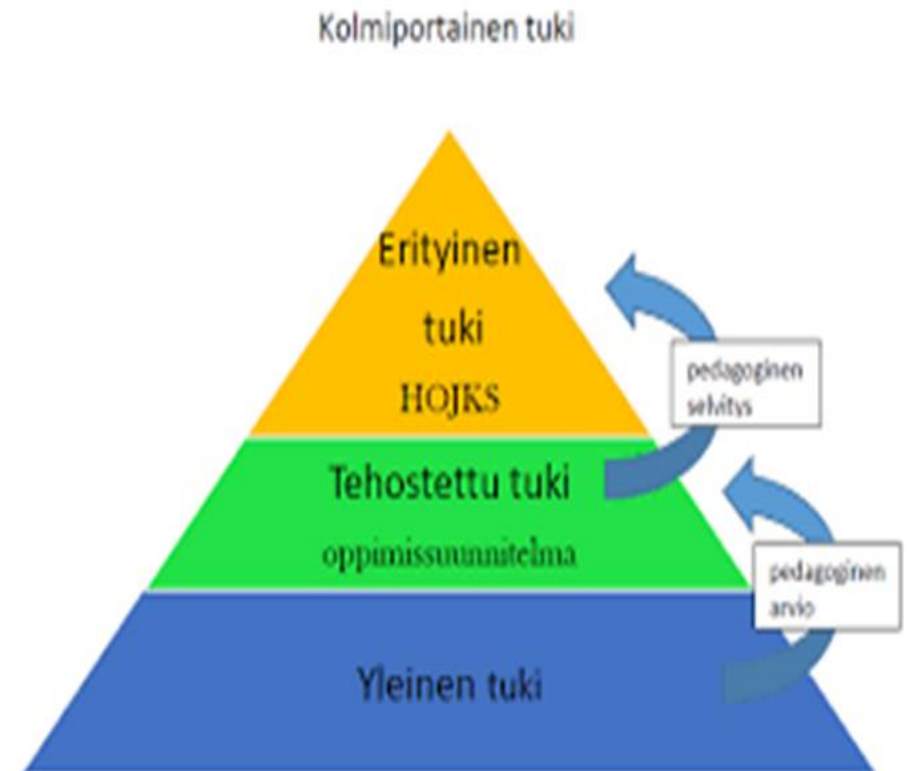 Kolmiportainen tuki
Erityinen
tuki
HOJKS
pedagoginen
selvitys
Tehostettu tuki
oppimissuunnitelma
pedagoginen
arvio
Yleinen tuki